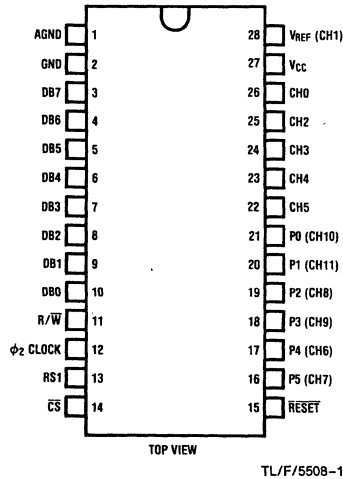 AGND 1 28 VREF (CH1)
GND 2 27 VCC
DB7 3 26 CH0
DB6 4 25 CH2
DB5 5 24 CH3
DB4 6 23 CH4
DB3 7 22 CH5
DB2 8 21 P0 (CH10)
DB1 9 20 P1 (CH11)
DB0 10 19 P2 (CH8)
R/W̅ 11 18 P3 (CH9)
ϕ2 CLOCK 12 17 P4 (CH6)
RS1 13 16 P5 (CH7)
C̅S̅ 14 15 R̅E̅S̅E̅T̅
TOP VIEW
TL/F/5508-1